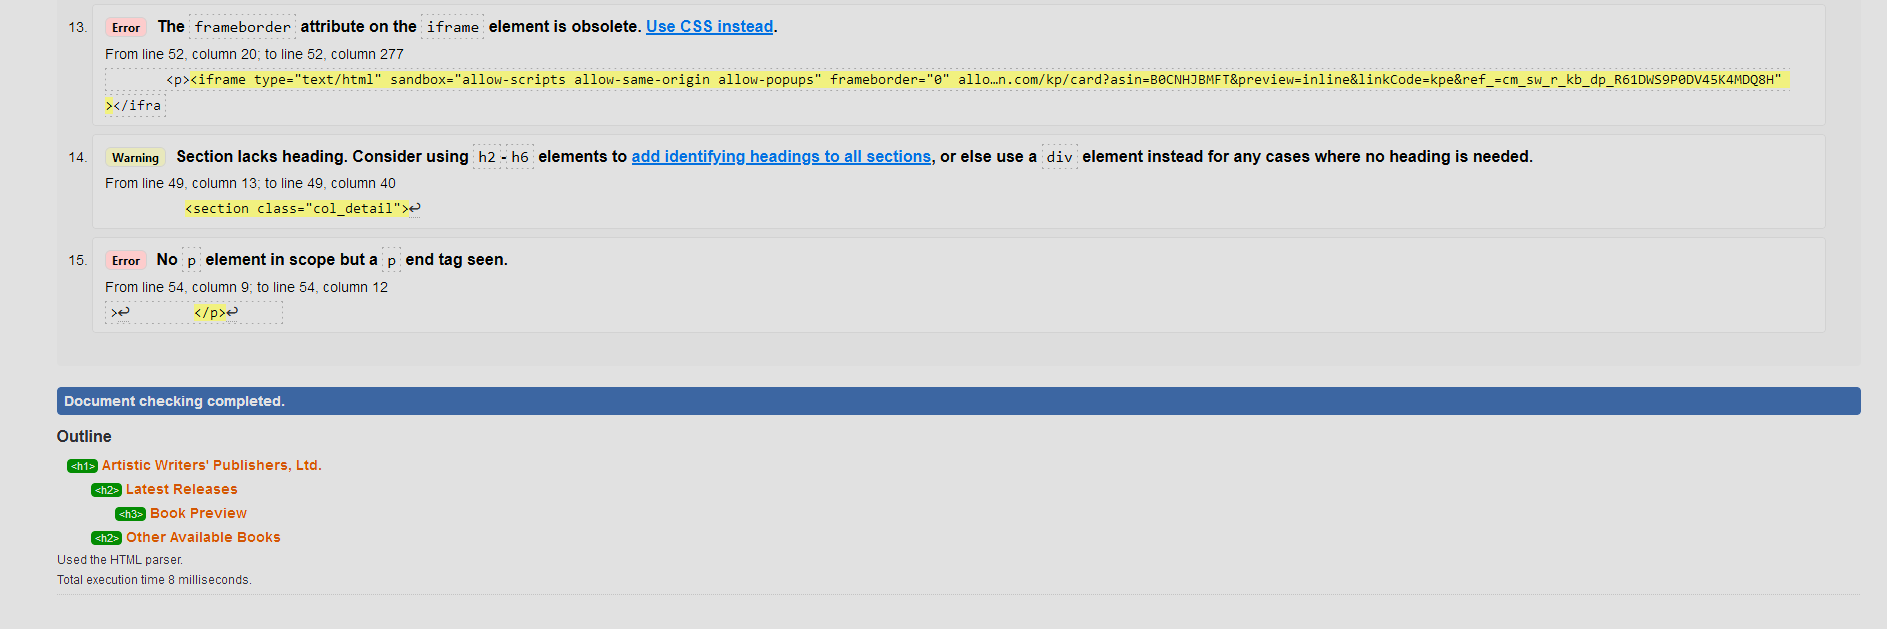 13. Error The frameborder attribute on the iframe element is obsolete. Use CSS instead.
From line 52, column 20; to line 52, column 277
<p><iframe type="text/html" sandbox="allow-scripts allow-same-origin allow-popups" frameborder="0" allo…n.com/kp/card?asin=B0CNHJBMFT&preview=inline&linkCode=kpe&ref_=cm_sw_r_kb_dp_R61DWS9P0DV45K4MDQ8H"
></ifra
14. Warning Section lacks heading. Consider using h2-h6 elements to add identifying headings to all sections, or else use a div element instead for any cases where no heading is needed.
From line 49, column 13; to line 49, column 40
<section class="col_detail">↩
15. Error No p element in scope but a p end tag seen.
From line 54, column 9; to line 54, column 12
>↩ </p>↩
Document checking completed.
Outline
<h1> Artistic Writers' Publishers, Ltd.
<h2> Latest Releases
<h3> Book Preview
<h2> Other Available Books
Used the HTML parser.
Total execution time 8 milliseconds.